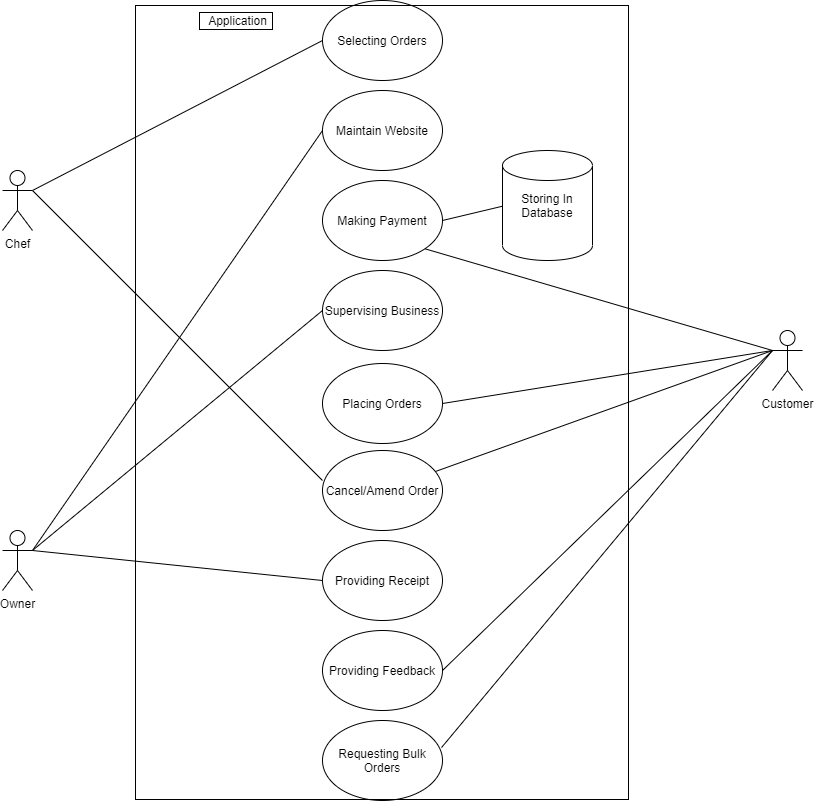 Application
Selecting Orders
Maintain Website
Making Payment
Storing In
Database
Chef
Supervising Business
Placing Orders
Customer
Cancel/Amend Order
Providing Receipt
Owner
Providing Feedback
Requesting Bulk
Orders